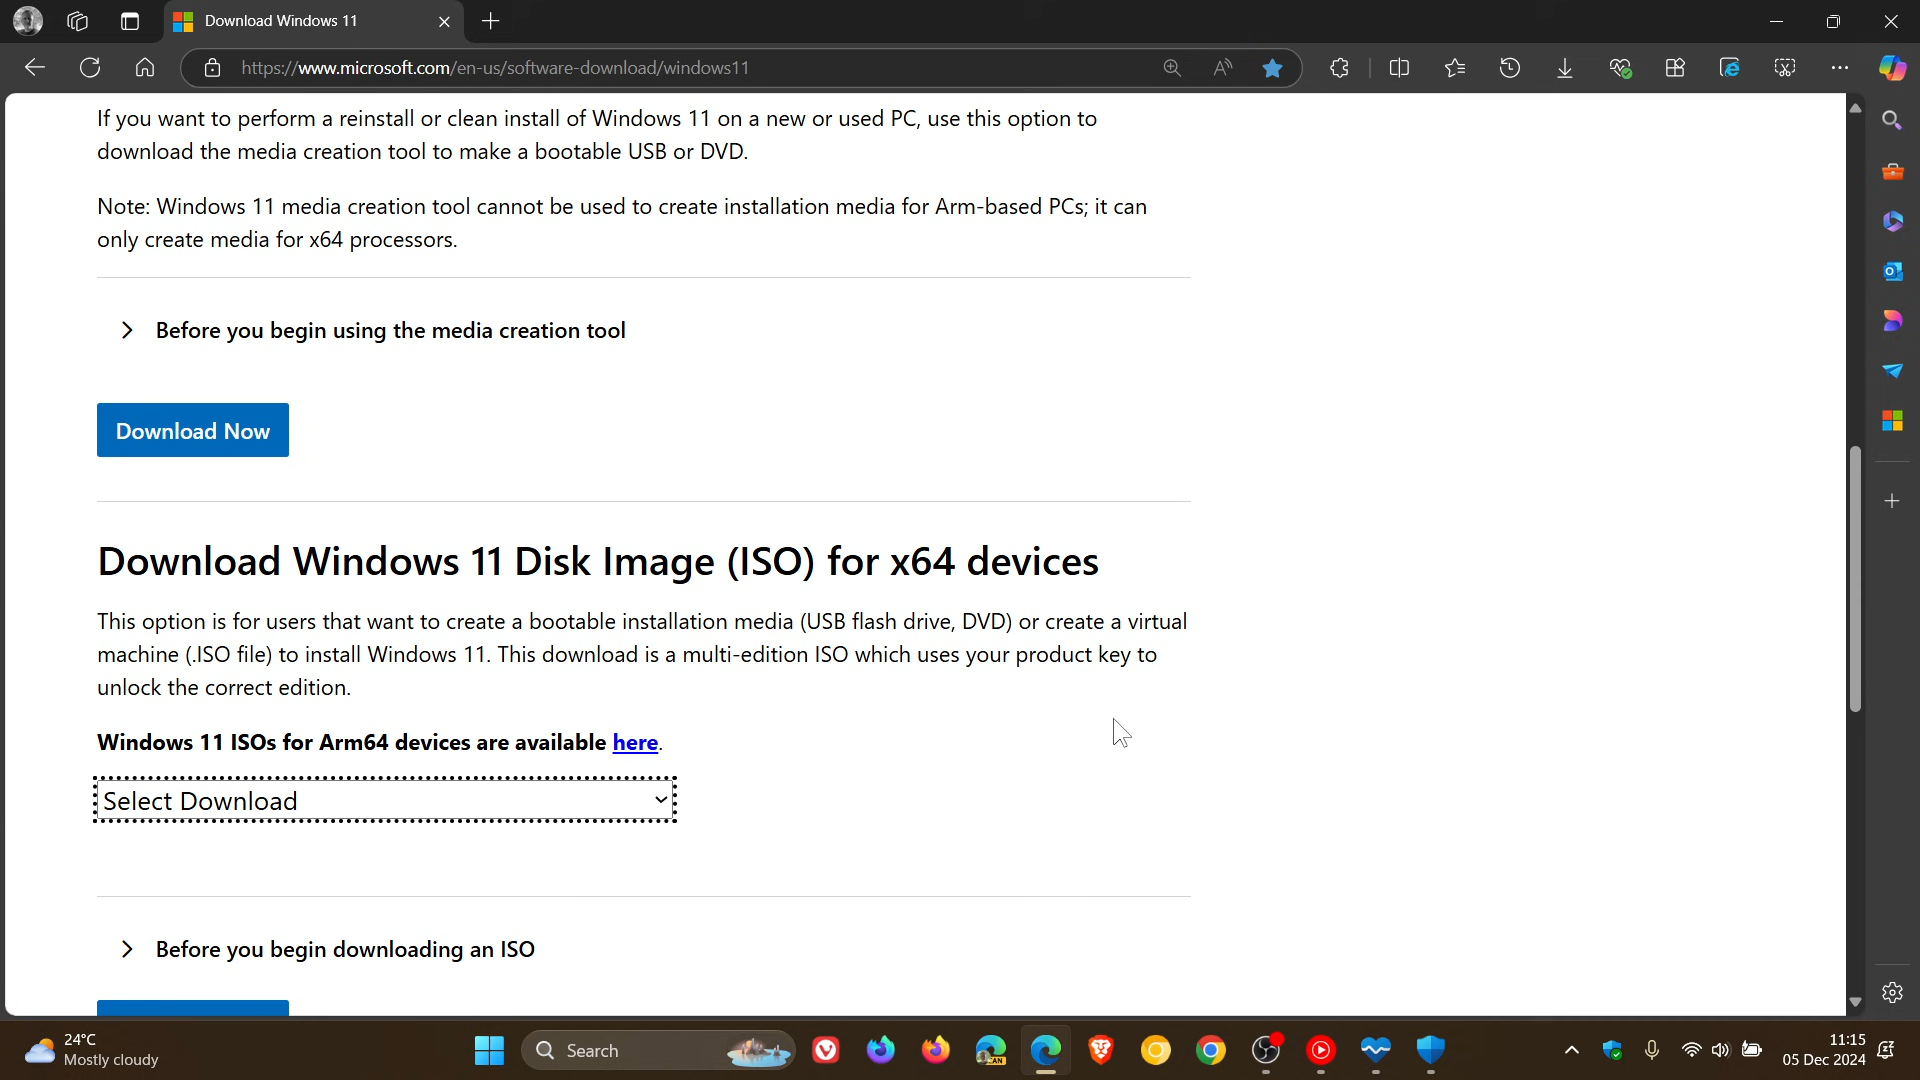 Download Windows 11
https://www.microsoft.com/en-us/software-download/windows11
If you want to perform a reinstall or clean install of Windows 11 on a new or used PC, use this option to
download the media creation tool to make a bootable USB or DVD.
Note: Windows 11 media creation tool cannot be used to create installation media for Arm-based PCs; it can
only create media for x64 processors.
Before you begin using the media creation tool
Download Now
Download Windows 11 Disk Image (ISO) for x64 devices
This option is for users that want to create a bootable installation media (USB flash drive, DVD) or create a virtual
machine (.ISO file) to install Windows 11. This download is a multi-edition ISO which uses your product key to
unlock the correct edition.
Windows 11 ISOs for Arm64 devices are available here.
Select Download
Before you begin downloading an ISO
24°C
Mostly cloudy
Search
CAN
11:15
05 Dec 2024